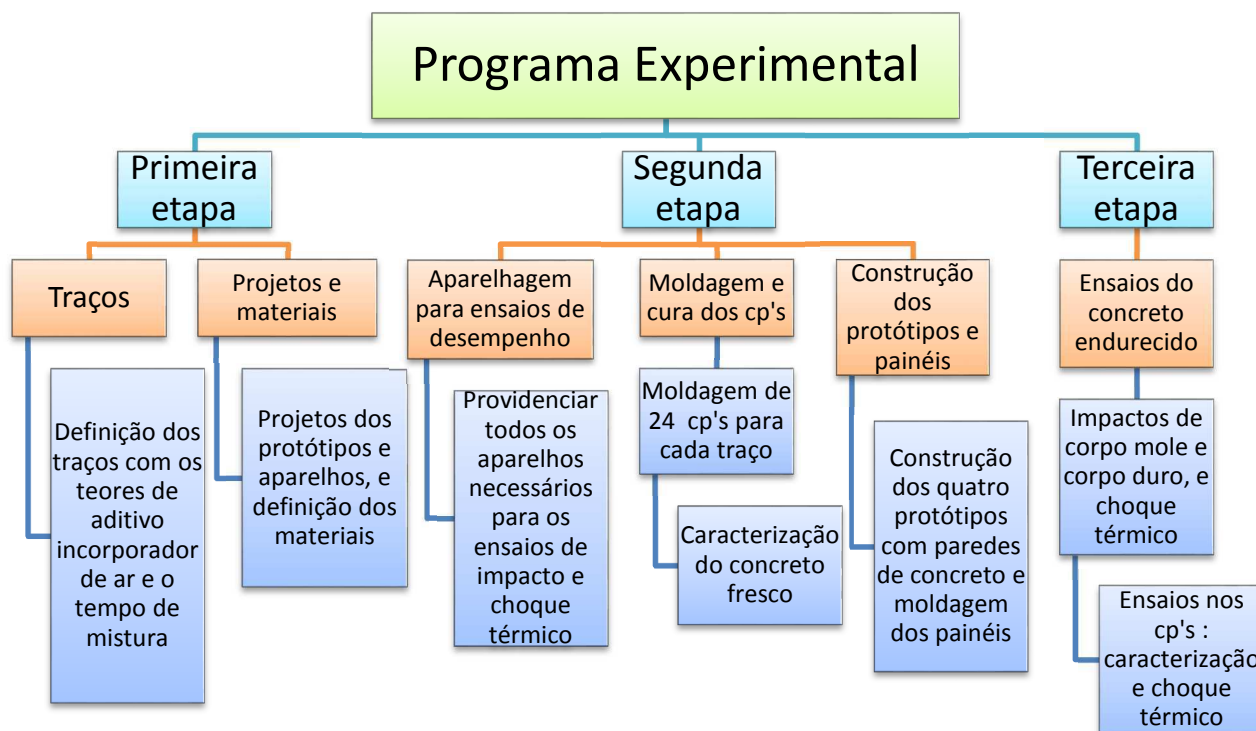 Programa Experimental
Primeira
etapa
Traços
Definição dos
traços com os
teores de
aditivo
incorporador
de ar e o
tempo de
mistura
Projetos e
materiais
Projetos dos
protótipos e
aparelhos, e
definição dos
materiais
Segunda
etapa
Aparelhagem
para ensaios de
desempenho
Providenciar
todos os
aparelhos
necessários
para os
ensaios de
impacto e
choque
térmico
Moldagem e
cura dos cp's
Moldagem de
24 cp's para
cada traço
Caracterização
do concreto
fresco
Construção
dos
protótipos e
painéis
Construção
dos quatro
protótipos
com paredes
de concreto e
moldagem
dos painéis
Terceira
etapa
Ensaios do
concreto
endurecido
Impactos de
corpo mole e
corpo duro, e
choque
térmico
Ensaios nos
cp's :
caracterização
e choque
térmico